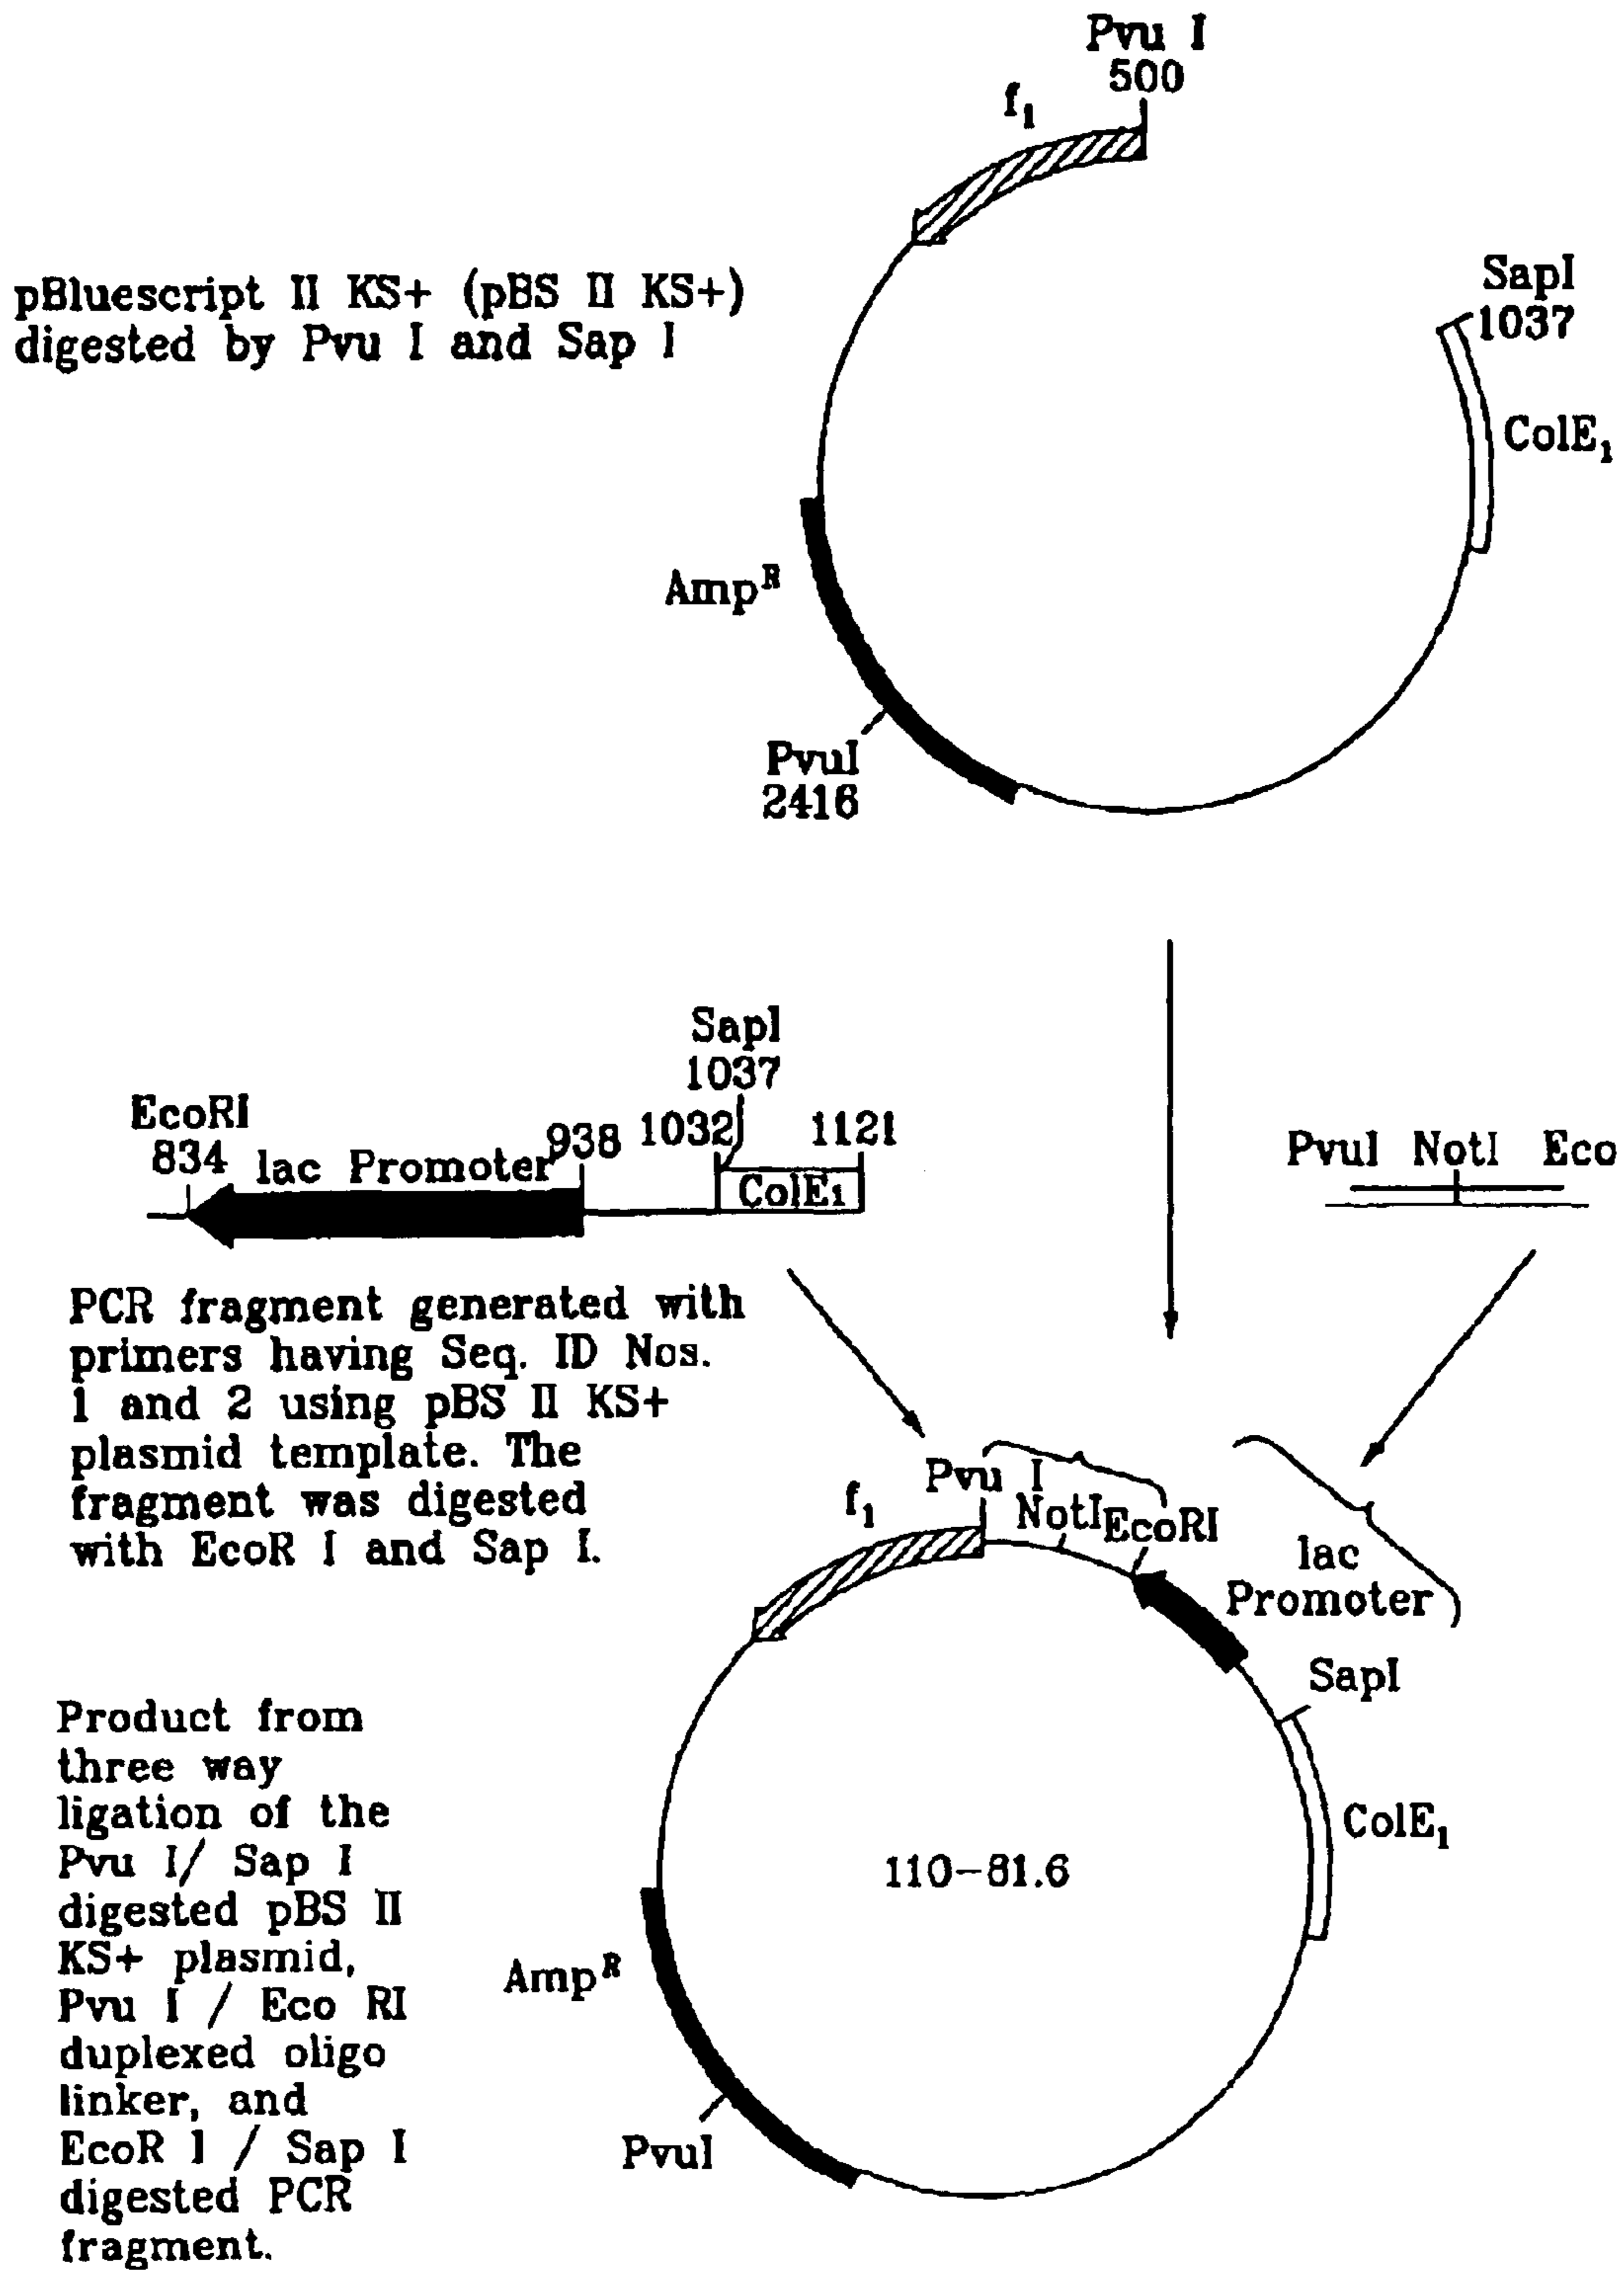 Pvu I
500
f1
pBluescript II KS+ (pBS II KS+)
digested by Pvu I and Sap I
SapI
1037
ColE1
AmpR
PvuI
2416
SapI
1037
EcoRI
834
lac Promoter
938
1032
1121
ColE1
PvuI NotI Eco
PCR fragment generated with
primers having Seq. ID Nos.
1 and 2 using pBS II KS+
plasmid template. The
fragment was digested
with EcoR I and Sap I.
Pvu I
f1
NotI
EcoRI
lac
Promoter
SapI
ColE1
110-81.6
AmpR
PvuI
Product from
three way
ligation of the
Pvu I/ Sap I
digested pBS II
KS+ plasmid,
Pvu I / Eco RI
duplexed oligo
linker, and
EcoR I / Sap I
digested PCR
fragment.